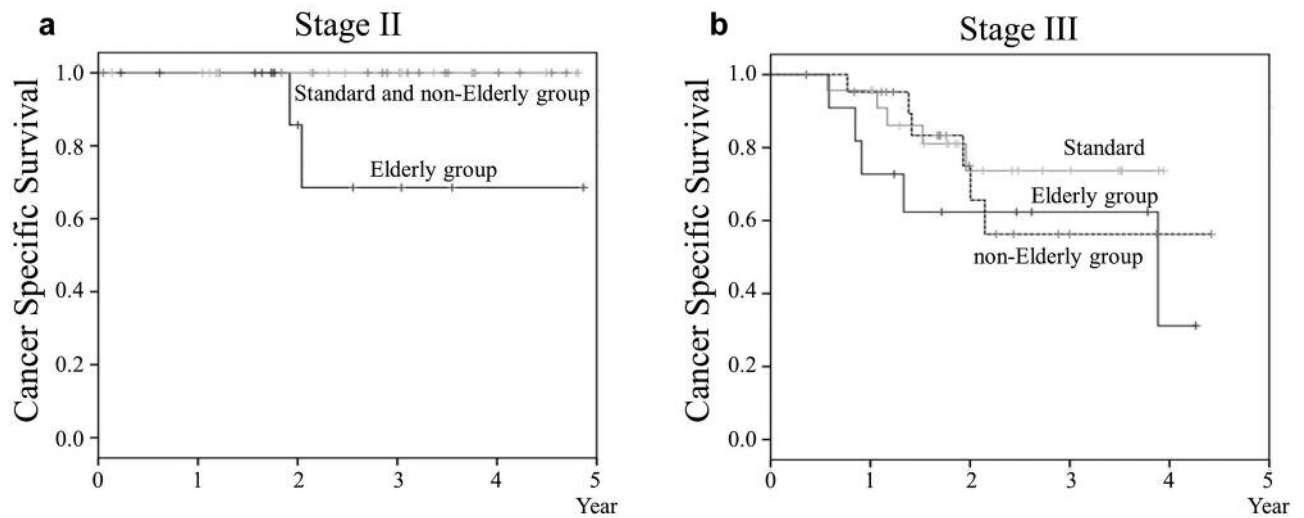 a
Stage II
Cancer Specific Survival
1.0
0.8
0.6
0.4
0.2
0.0
Standard and non-Elderly group
Elderly group
0 1 2 3 4 5
Year
b
Stage III
Cancer Specific Survival
1.0
0.8
0.6
0.4
0.2
0.0
Standard
Elderly group
non-Elderly group
0 1 2 3 4 5
Year